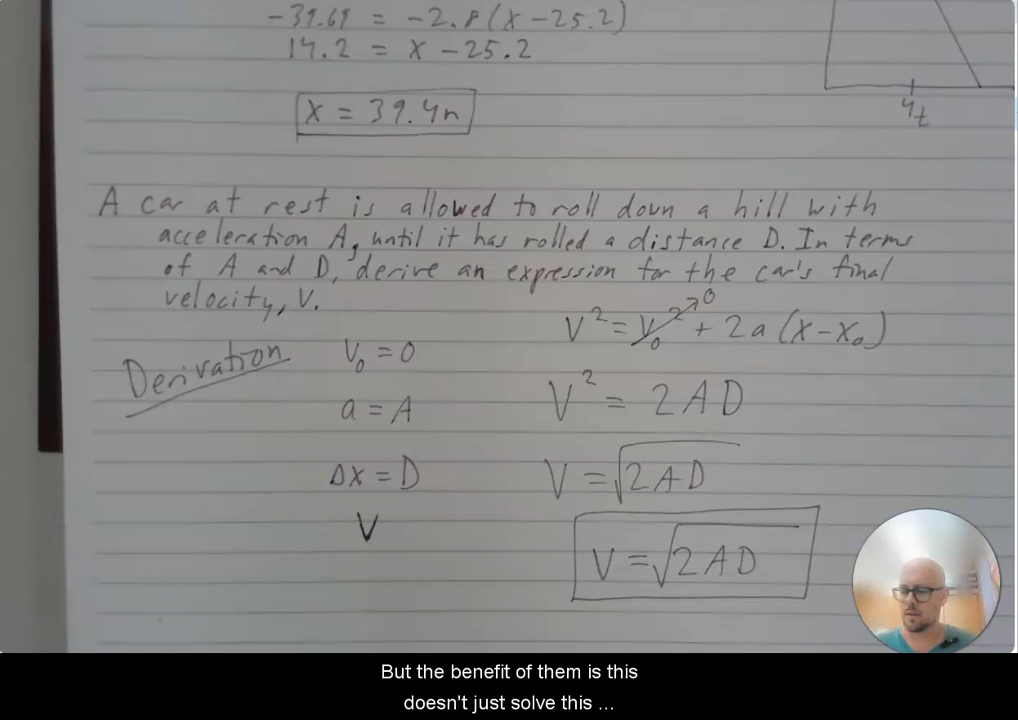 -39.69 = -2.8(x-25.2)
14.2 = x-25.2
x = 39.4m
4 t
A car at rest is allowed to roll down a hill with
acceleration A, until it has rolled a distance D. In terms
of A and D, derive an expression for the car's final
velocity, V.
V² = V₀² → 0 + 2a(x-x₀)
Derivation
V₀ = 0
a = A
Δx = D
V
V² = 2AD
V = √2AD
V = √2AD
But the benefit of them is this
doesn't just solve this ...